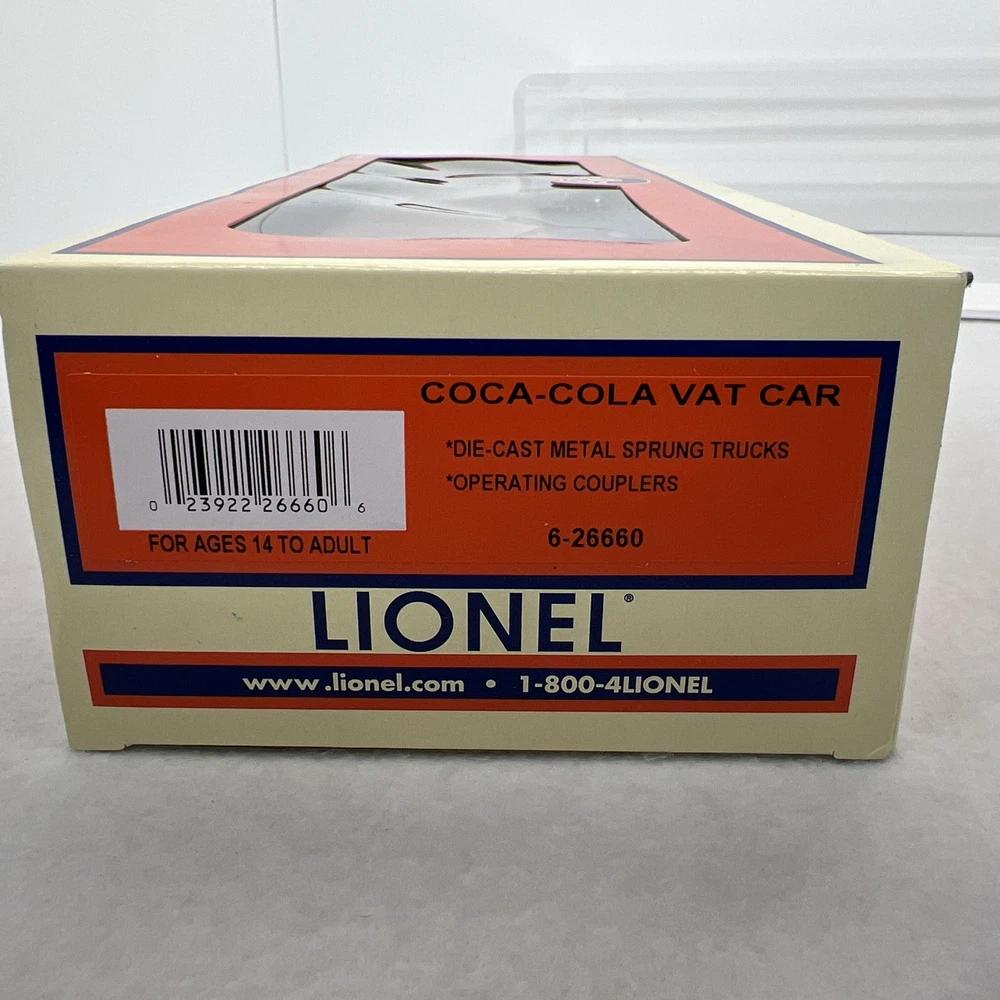 COCA-COLA VAT CAR
*DIE-CAST METAL SPRUNG TRUCKS
*OPERATING COUPLERS
6-26660
0 23922 26660 6
FOR AGES 14 TO ADULT
LIONEL®
www.lionel.com • 1-800-4LIONEL